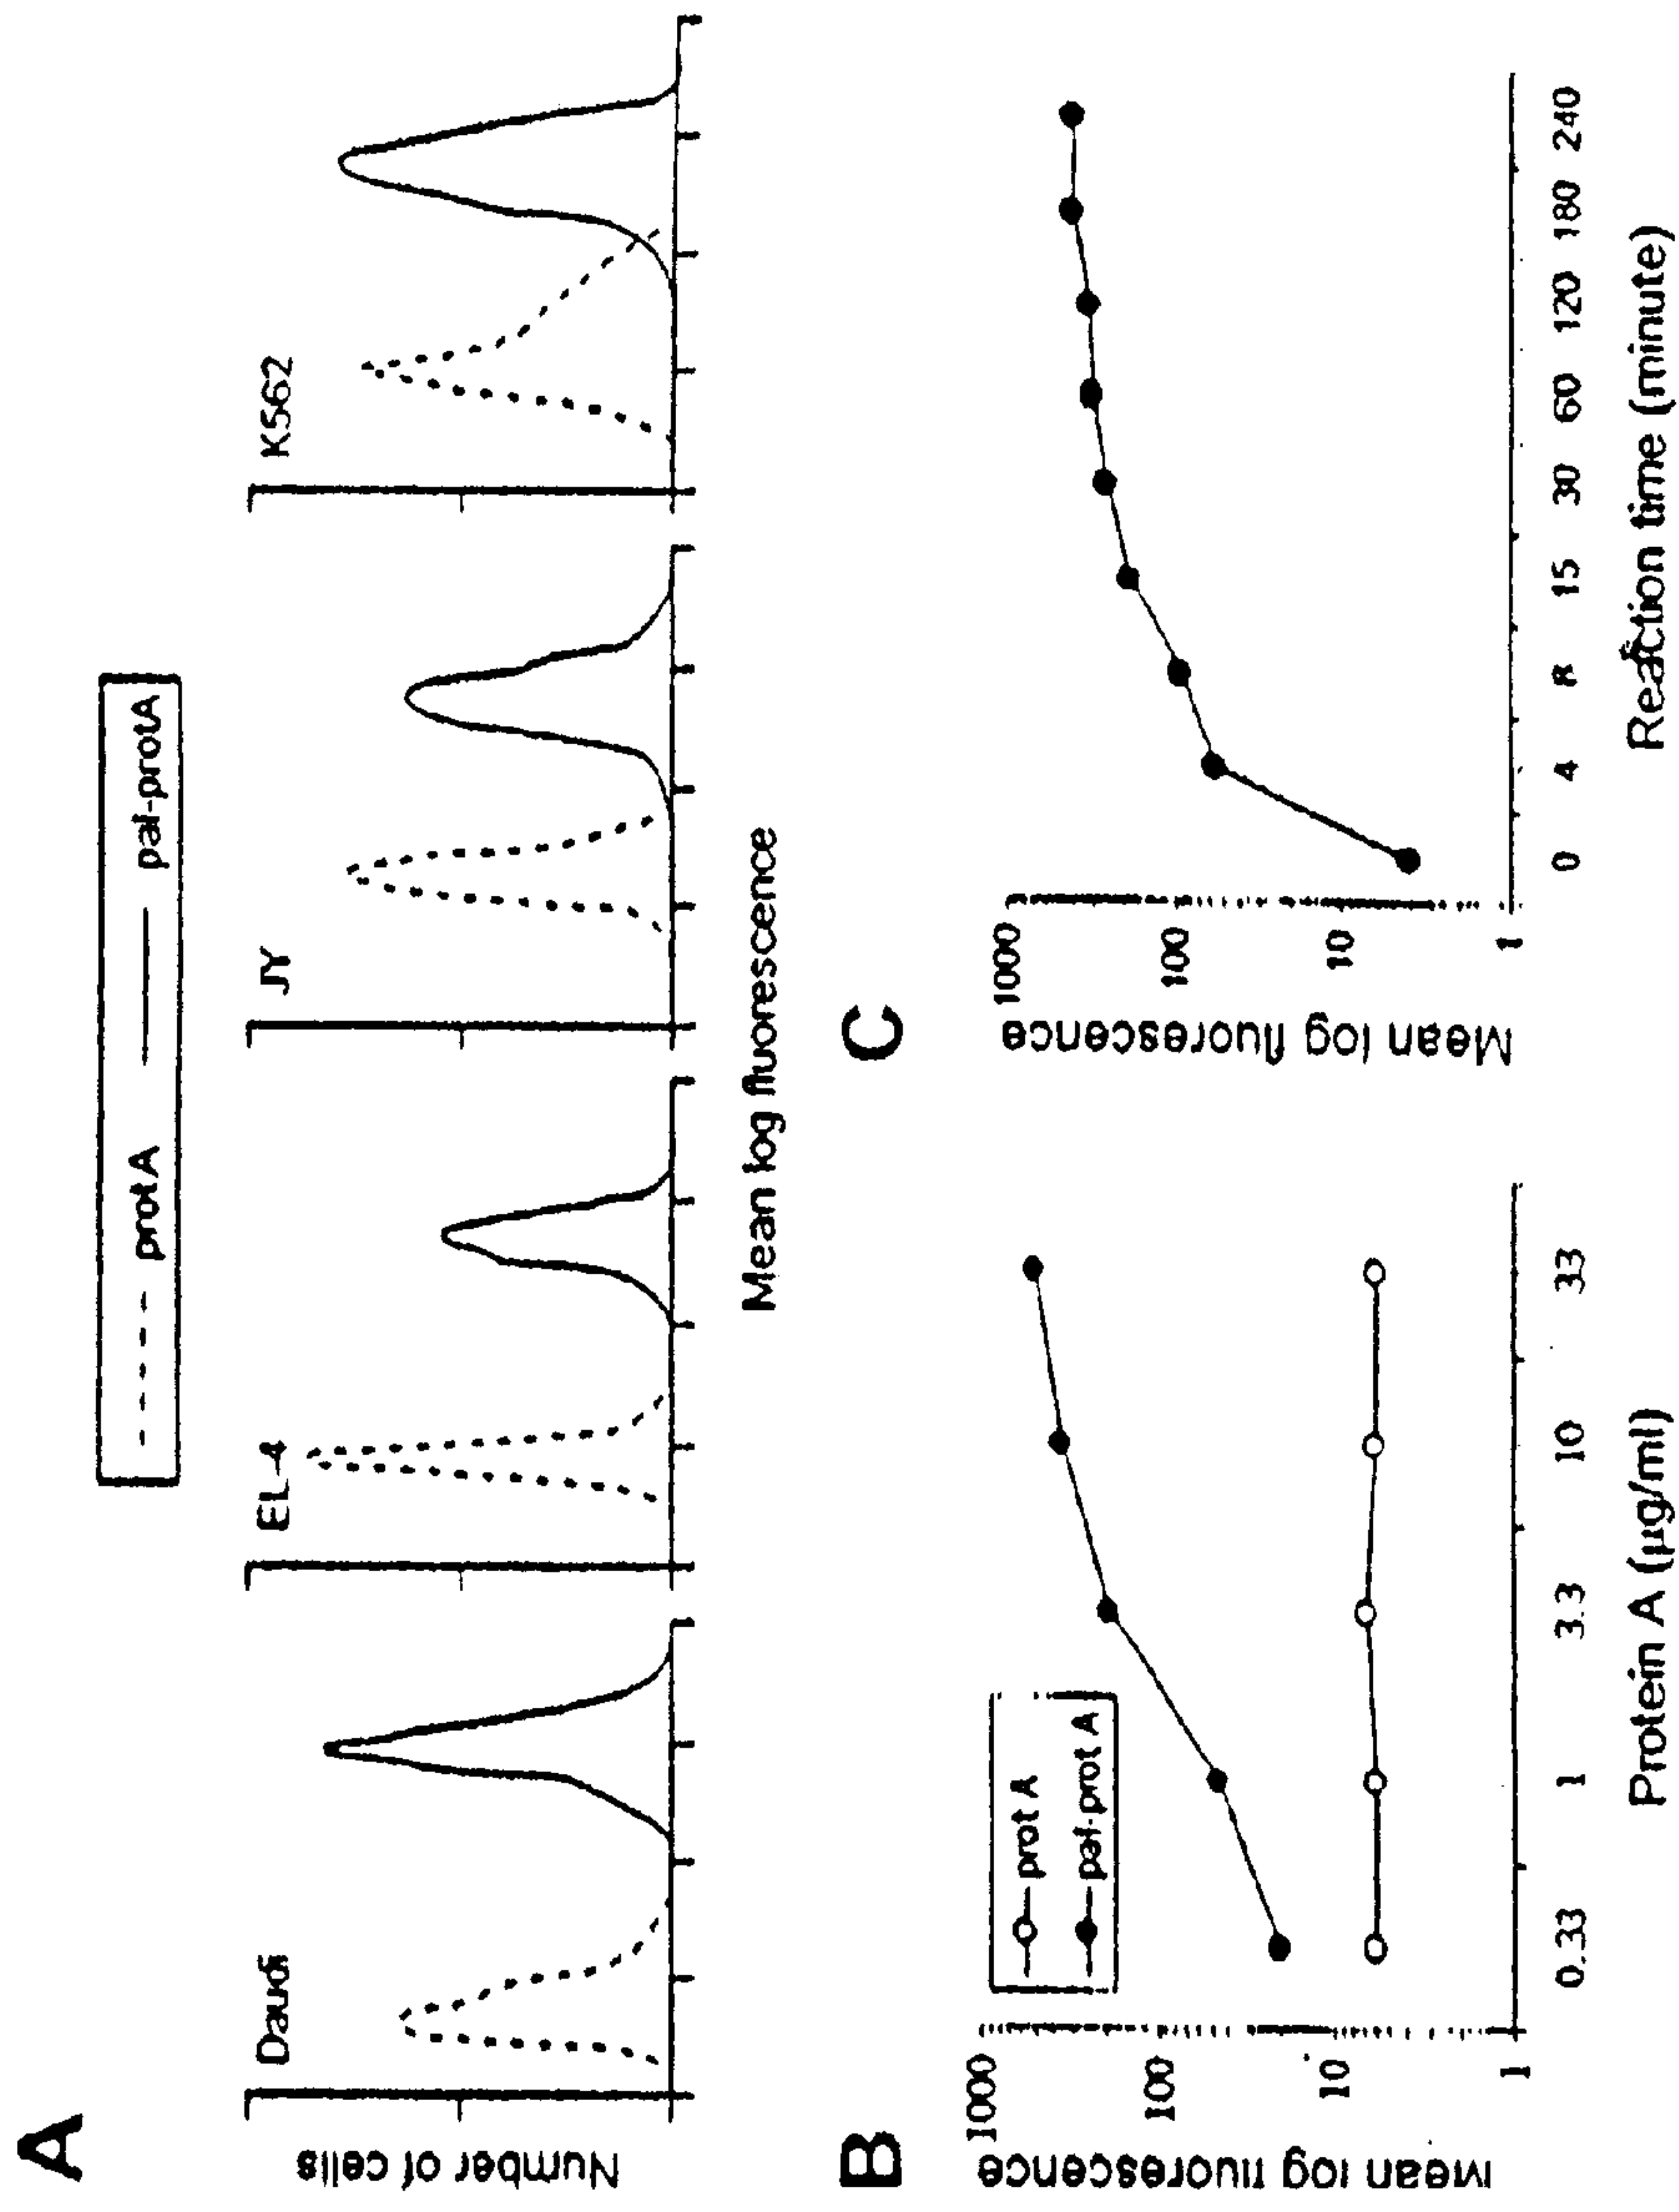 A
prot A pal-protA
Number of cells
Daudi
EL-4
JY
K562
Mean log fluorescence
B
Mean log fluorescence
1000
100
10
1
prot A
pal-prot A
0.33 1 3.3 10 33
Protein A (µg/ml)
C
Mean log fluorescence
1000
100
10
1
0 4 8 15 30 60 120 180 240
Reaction time (minute)